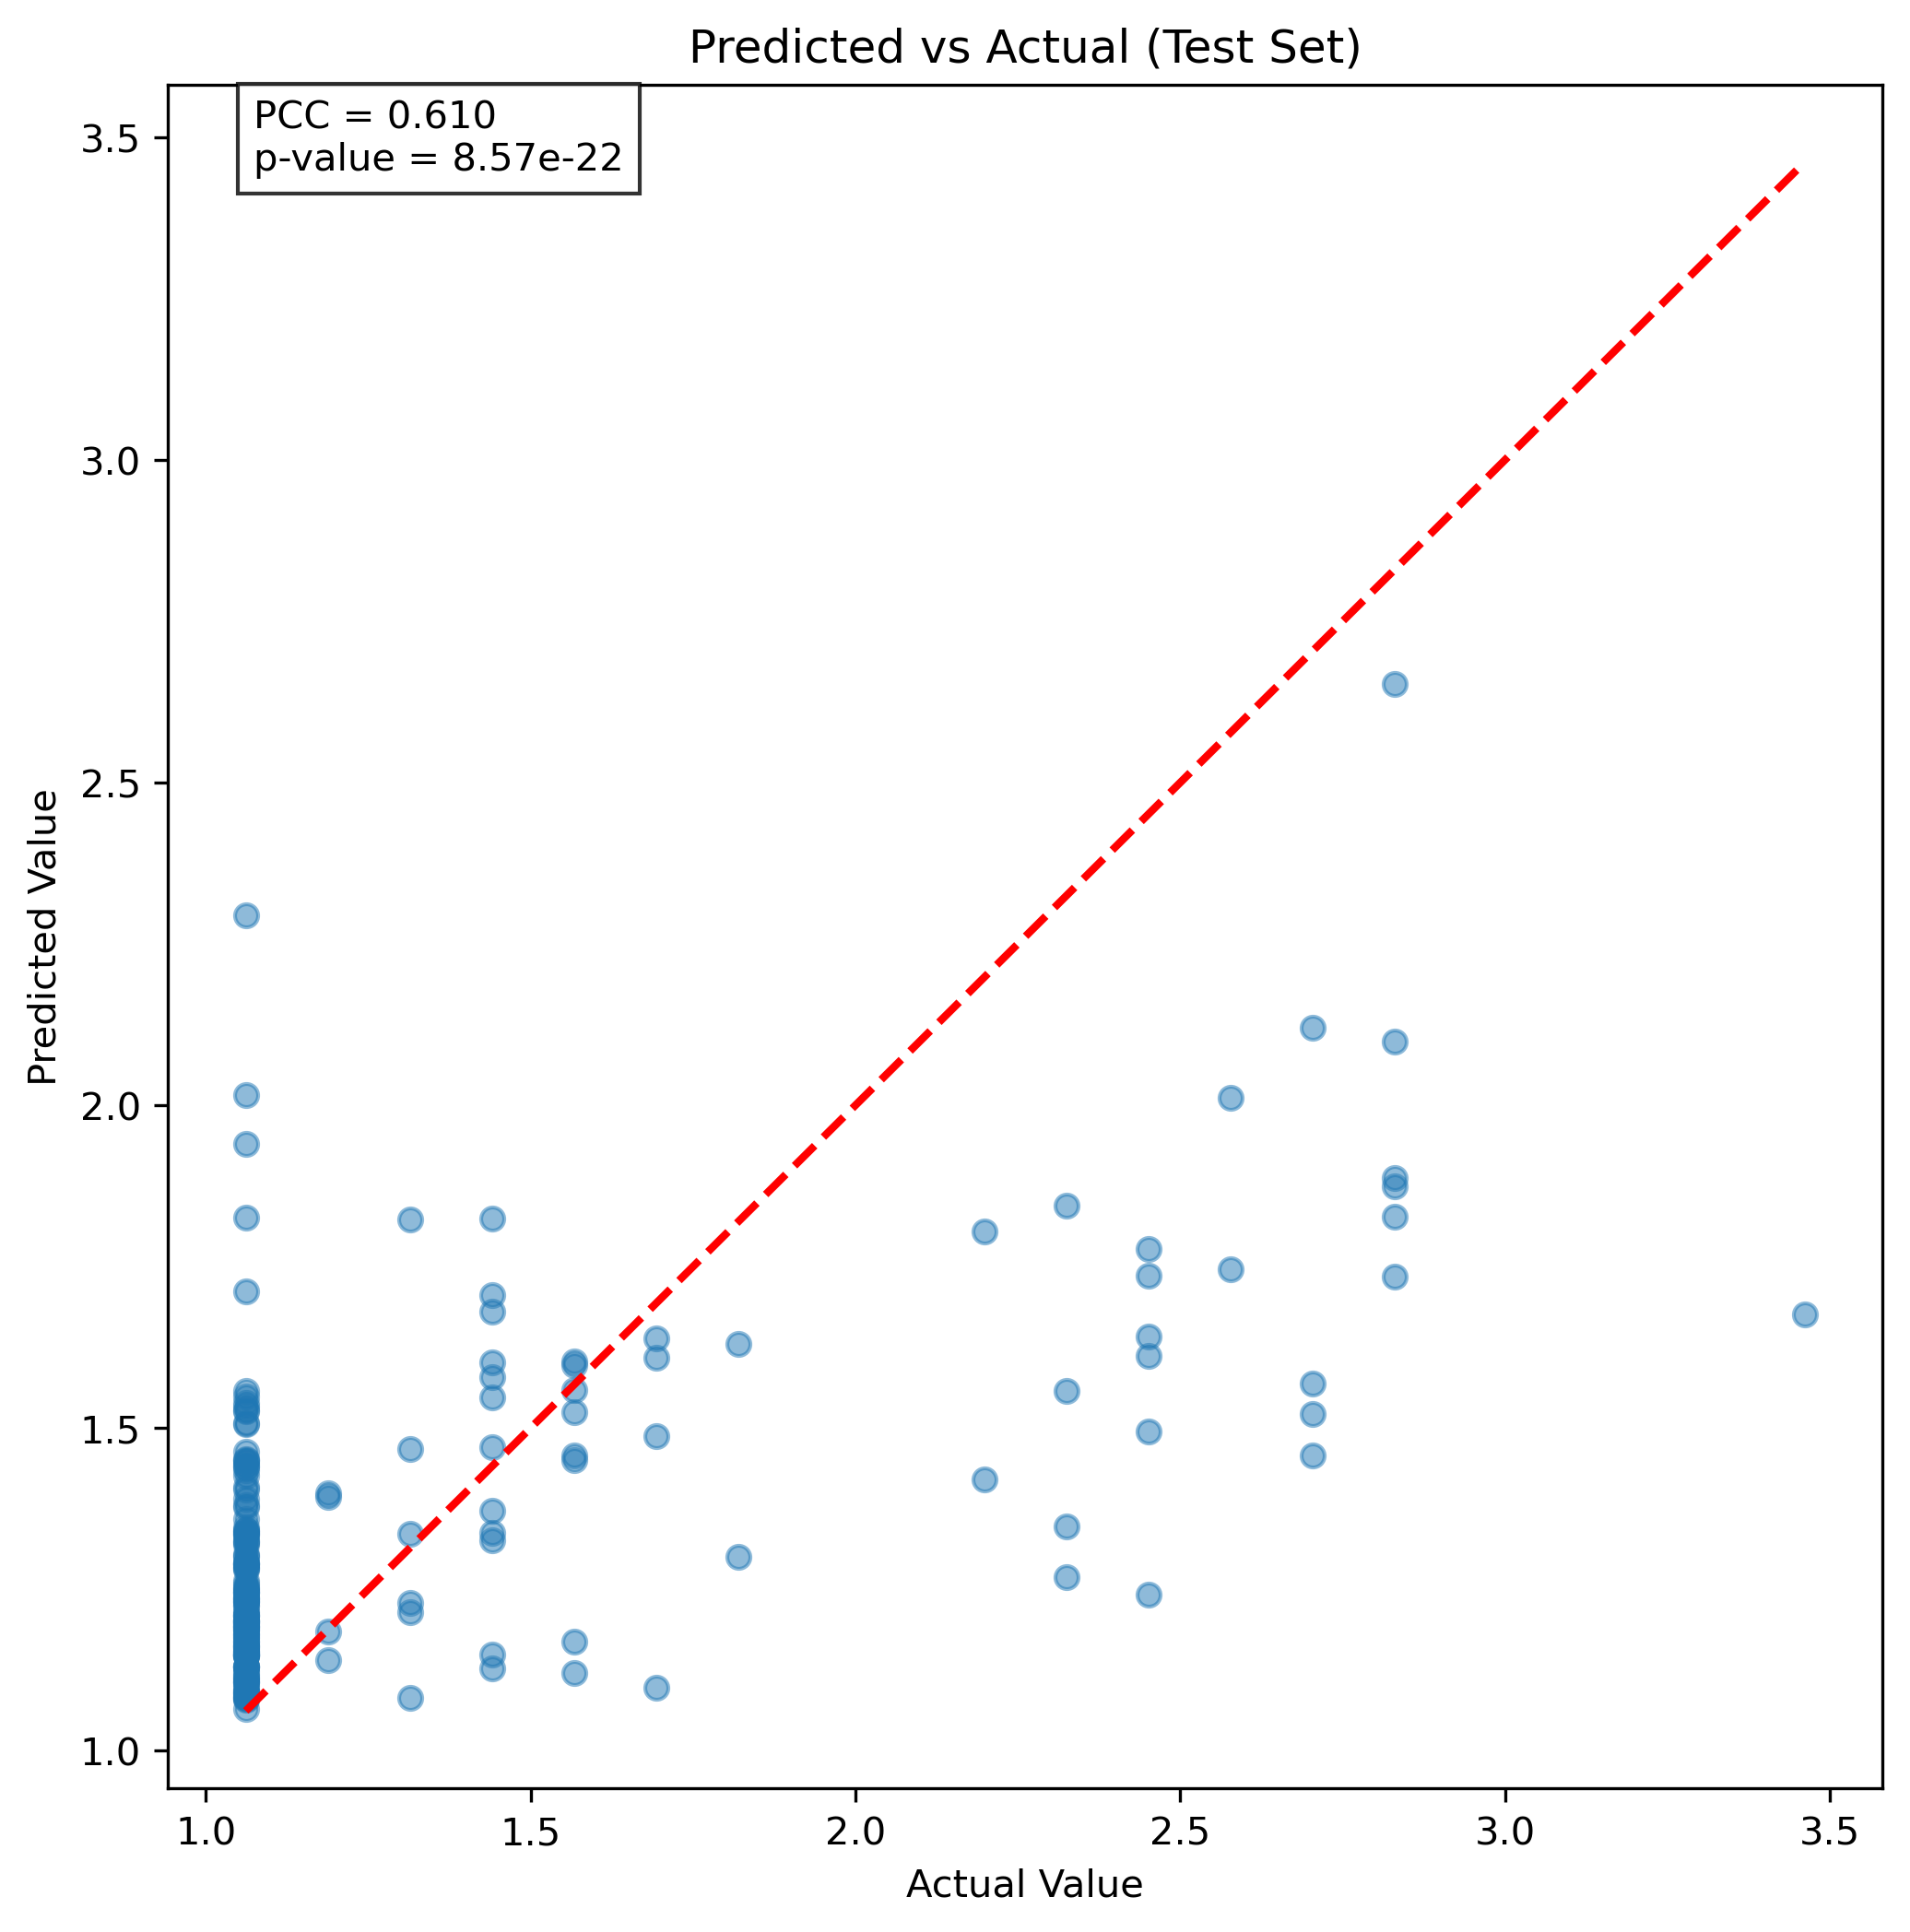 Predicted vs Actual (Test Set)
PCC = 0.610
p-value = 8.57e-22
3.5
3.0
2.5
2.0
1.5
1.0
Predicted Value
1.0 1.5 2.0 2.5 3.0 3.5
Actual Value